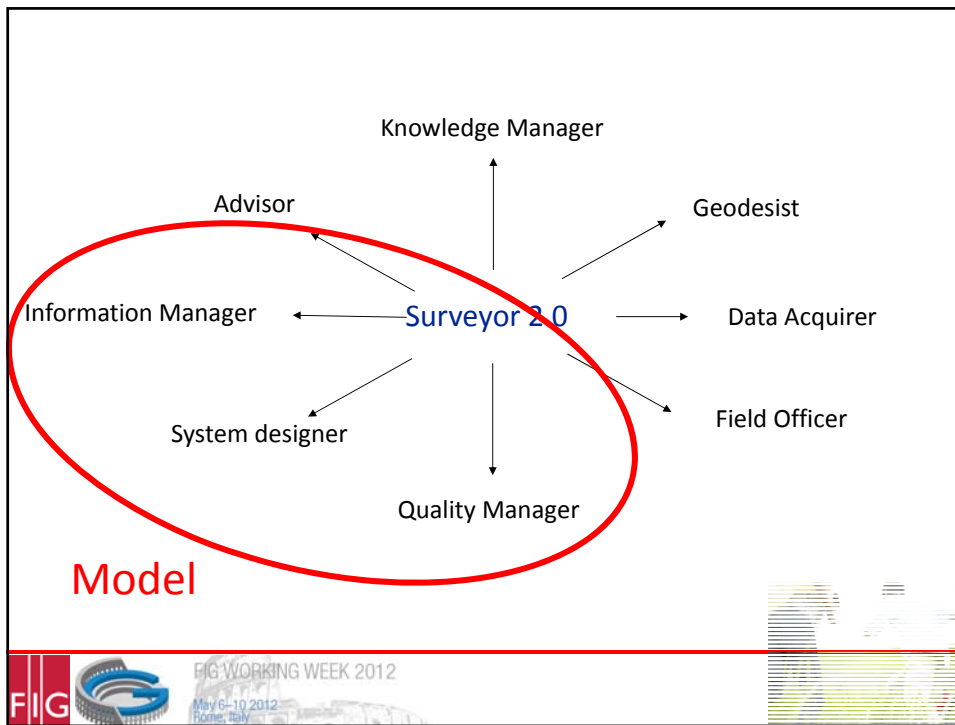 Knowledge Manager
Advisor
Geodesist
Information Manager
Surveyor 2.0
Data Acquirer
System designer
Field Officer
Quality Manager
Model
FIG
FIG WORKING WEEK 2012
May 6–10 2012
Rome, Italy